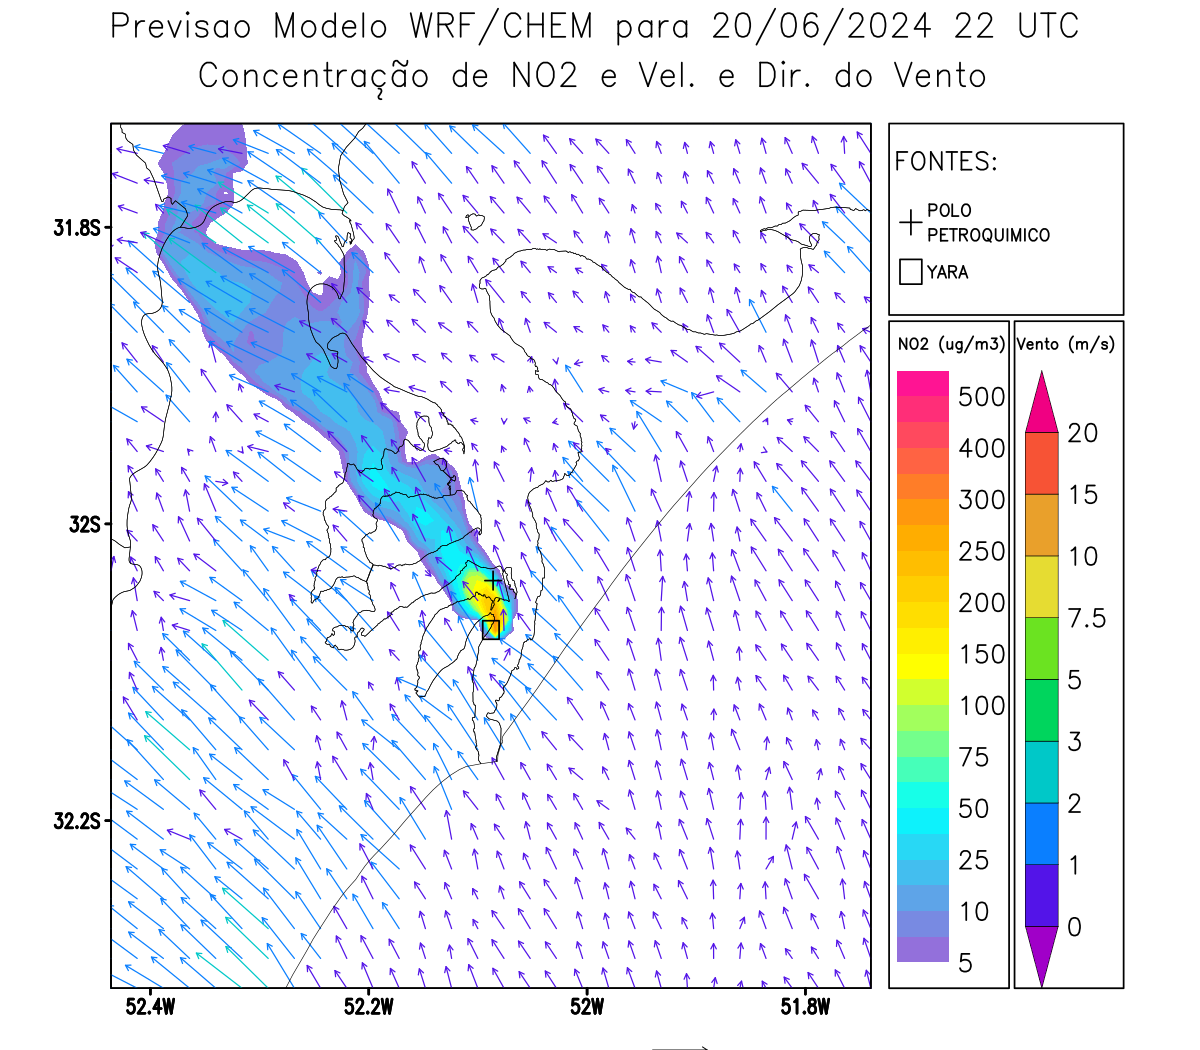 Previsao Modelo WRF/CHEM para 20/06/2024 22 UTC
Concentração de NO2 e Vel. e Dir. do Vento
FONTES:
POLO
PETROQUIMICO
YARA
31.8S
32S
32.2S
52.4W
52.2W
52W
51.8W
NO2 (ug/m3)
500
400
300
250
200
150
100
75
50
25
10
5
Vento (m/s)
20
15
10
7.5
5
3
2
1
0